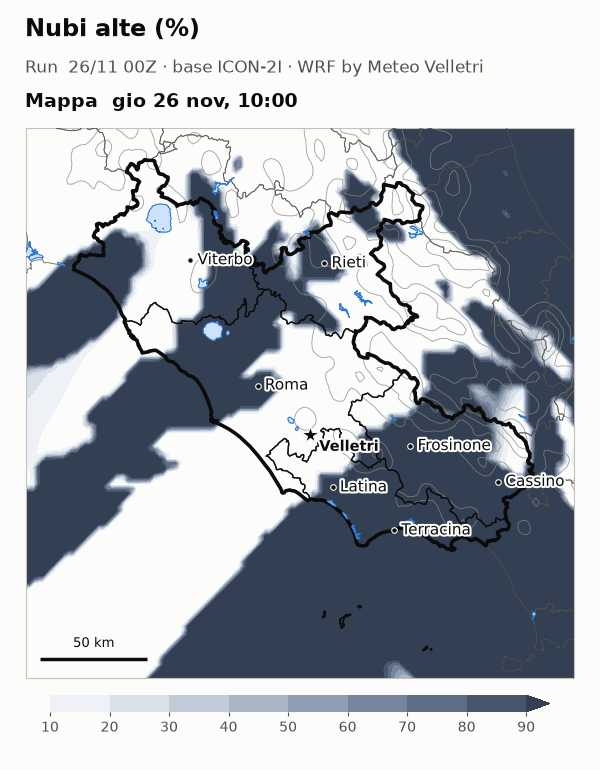 Nubi alte (%)
Run 26/11 00Z · base ICON-2I · WRF by Meteo Velletri
Mappa gio 26 nov, 10:00
Viterbo
Rieti
Roma
Velletri
Frosinone
Latina
Cassino
Terracina
50 km
10 20 30 40 50 60 70 80 90